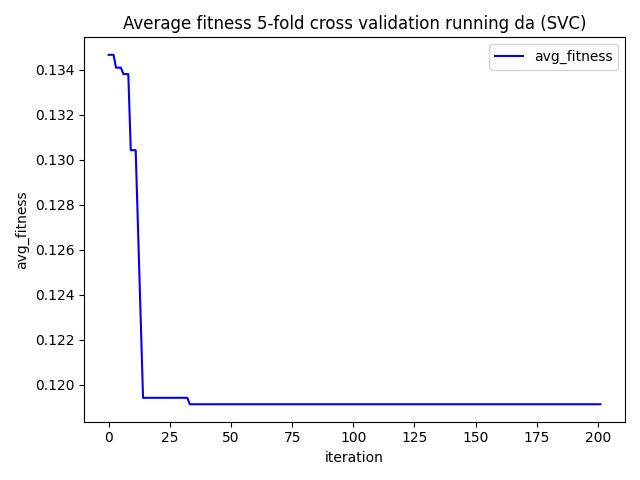 Average fitness 5-fold cross validation running da (SVC)
avg_fitness
0.134
0.132
0.130
0.128
0.126
0.124
0.122
0.120
avg_fitness
0 25 50 75 100 125 150 175 200
iteration